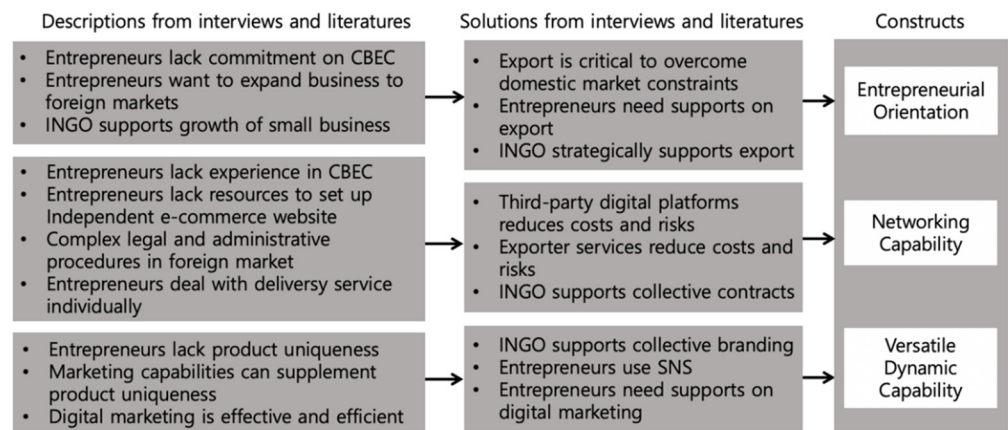 Descriptions from interviews and literatures
Solutions from interviews and literatures
Constructs
• Entrepreneurs lack commitment on CBEC
• Entrepreneurs want to expand business to
foreign markets
• INGO supports growth of small business
• Export is critical to overcome
domestic market constraints
• Entrepreneurs need supports on
export
• INGO strategically supports export
Entrepreneurial
Orientation
• Entrepreneurs lack experience in CBEC
• Entrepreneurs lack resources to set up
Independent e-commerce website
• Complex legal and administrative
procedures in foreign market
• Entrepreneurs deal with deliversy service
individually
• Third-party digital platforms
reduces costs and risks
• Exporter services reduce costs and
risks
• INGO supports collective contracts
Networking
Capability
• Entrepreneurs lack product uniqueness
• Marketing capabilities can supplement
product uniqueness
• Digital marketing is effective and efficient
• INGO supports collective branding
• Entrepreneurs use SNS
• Entrepreneurs need supports on
digital marketing
Versatile
Dynamic
Capability